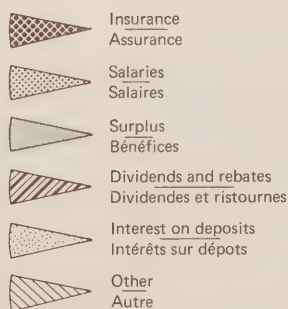 Insurance
Assurance
Salaries
Salaires
Surplus
Bénéfices
Dividends and rebates
Dividendes et ristournes
Interest on deposits
Intérêts sur dépots
Other
Autre